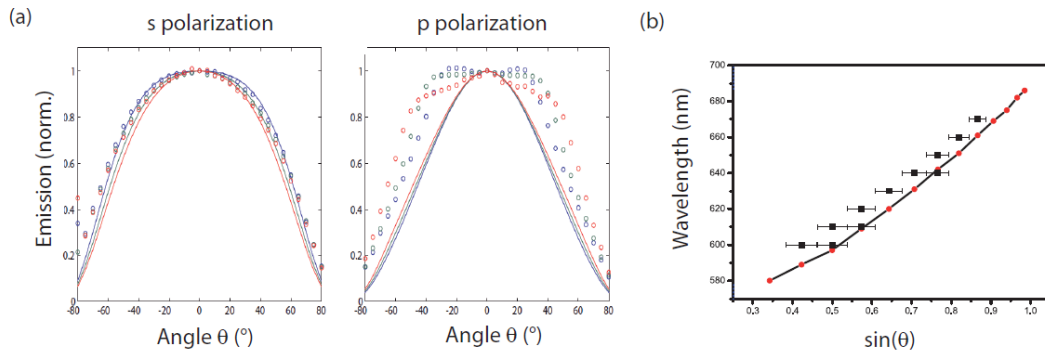 (a)
s polarization
p polarization
Emission (norm.)
1
0.8
0.6
0.4
0.2
0
-80 -60 -40 -20 0 20 40 60 80
Angle θ (°)
1
0.8
0.6
0.4
0.2
0
-80 -60 -40 -20 0 20 40 60 80
Angle θ (°)
(b)
Wavelength (nm)
700
680
660
640
620
600
580
0.3 0.4 0.5 0.6 0.7 0.8 0.9 1.0
sin(θ)